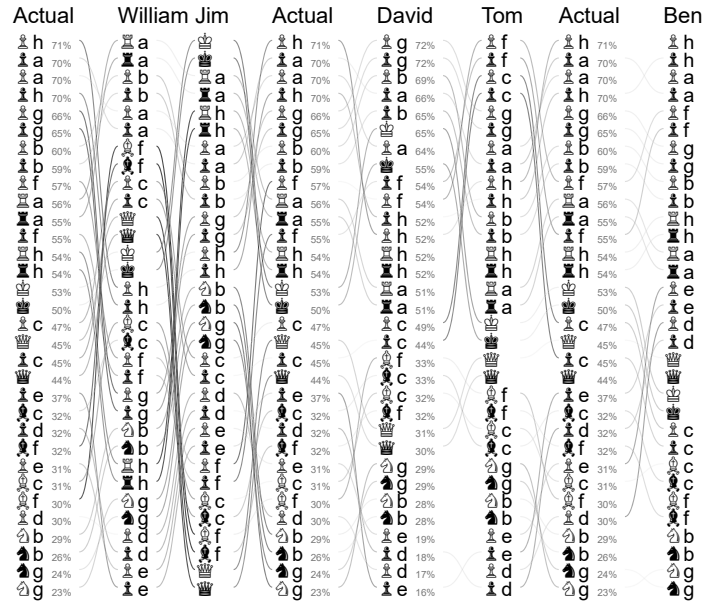 Actual William Jim Actual David Tom Actual Ben
♙h 71% ♖a ♔ ♙h 71% ♙g 72% ♙f ♙h 71% ♙h
♟a 70% ♜a ♚ ♟a 70% ♟g 72% ♟f ♟a 70% ♟h
♙a 70% ♙b ♖a ♙a 70% ♙b 69% ♙c ♙a 70% ♙a
♟h 70% ♟b ♜a ♟h 70% ♟a 66% ♟c ♟h 70% ♟a
♙g 66% ♙a ♖h ♙g 66% ♟b 65% ♙g ♙g 66% ♙f
♟g 65% ♟a ♜h ♟g 65% ♔ 65% ♟g ♟g 65% ♟f
♙b 60% ♗f ♙a ♙b 60% ♙a 64% ♙a ♙b 60% ♙g
♟b 59% ♝f ♟a ♟b 59% ♚ 55% ♟a ♟b 59% ♟g
♙f 57% ♙c ♙b ♙f 57% ♟f 54% ♙h ♙f 57% ♙b
♖a 56% ♟c ♟b ♖a 56% ♙f 54% ♟h ♖a 56% ♟b
♜a 55% ♕ ♙g ♜a 55% ♟h 52% ♙b ♜a 55% ♖h
♟f 55% ♛ ♟g ♟f 55% ♙h 52% ♟b ♟f 55% ♜h
♖h 54% ♔ ♙h ♖h 54% ♖h 52% ♖h ♖h 54% ♖a
♜h 54% ♚ ♟h ♜h 54% ♜h 52% ♜h ♜h 54% ♜a
♔ 53% ♙h ♘b ♔ 53% ♖a 51% ♖a ♔ 53% ♙e
♚ 50% ♟h ♞b ♚ 50% ♜a 51% ♜a ♚ 50% ♟e
♙c 47% ♗c ♘g ♙c 47% ♙c 49% ♔ ♙c 47% ♙d
♕ 45% ♝c ♞g ♕ 45% ♟c 44% ♚ ♕ 45% ♟d
♟c 45% ♙f ♙c ♟c 45% ♗f 33% ♕ ♟c 45% ♕
♛ 44% ♟f ♟c ♛ 44% ♝c 33% ♛ ♛ 44% ♛
♟e 37% ♙g ♙d ♟e 37% ♗c 32% ♗f ♟e 37% ♔
♝c 32% ♟g ♟d ♝c 32% ♝f 32% ♝f ♝c 32% ♚
♟d 32% ♘b ♙e ♟d 32% ♕ 31% ♗c ♟d 32% ♙c
♝f 32% ♞b ♟e ♝f 32% ♛ 30% ♝c ♝f 32% ♟c
♙e 31% ♖h ♙f ♙e 31% ♘g 29% ♘g ♙e 31% ♗c
♗c 31% ♜h ♟f ♗c 31% ♞g 29% ♞g ♗c 31% ♝c
♗f 30% ♘g ♗c ♗f 30% ♘b 28% ♘b ♗f 30% ♗f
♙d 30% ♞g ♝c ♙d 30% ♞b 28% ♞b ♙d 30% ♝f
♘b 29% ♙d ♗f ♘b 29% ♙e 19% ♙e ♘b 29% ♘b
♞b 26% ♟d ♝f ♞b 26% ♟d 18% ♟e ♞b 26% ♞b
♞g 24% ♙e ♕ ♞g 24% ♙d 17% ♙d ♞g 24% ♘g
♘g 23% ♟e ♛ ♘g 23% ♟e 16% ♟d ♘g 23% ♞g